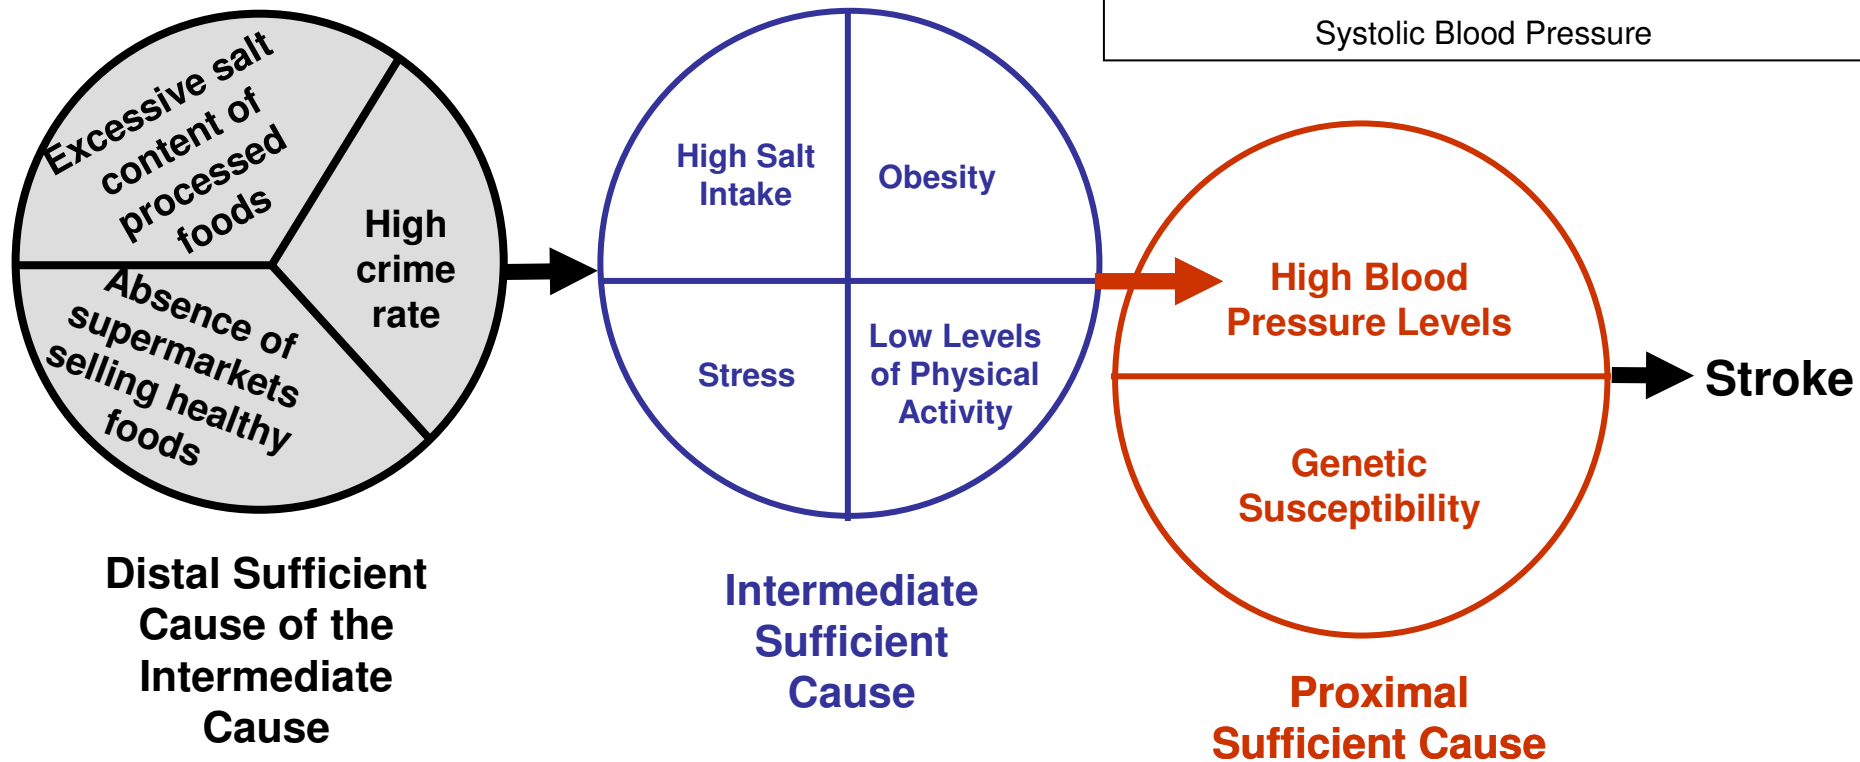 Systolic Blood Pressure
Excessive salt
content of
processed
foods
High
crime
rate
Absence of
supermarkets
selling healthy
foods
High Salt
Intake
Obesity
Stress
Low Levels
of Physical
Activity
High Blood
Pressure Levels
Genetic
Susceptibility
Stroke
Distal Sufficient
Cause of the
Intermediate
Cause
Intermediate
Sufficient
Cause
Proximal
Sufficient Cause